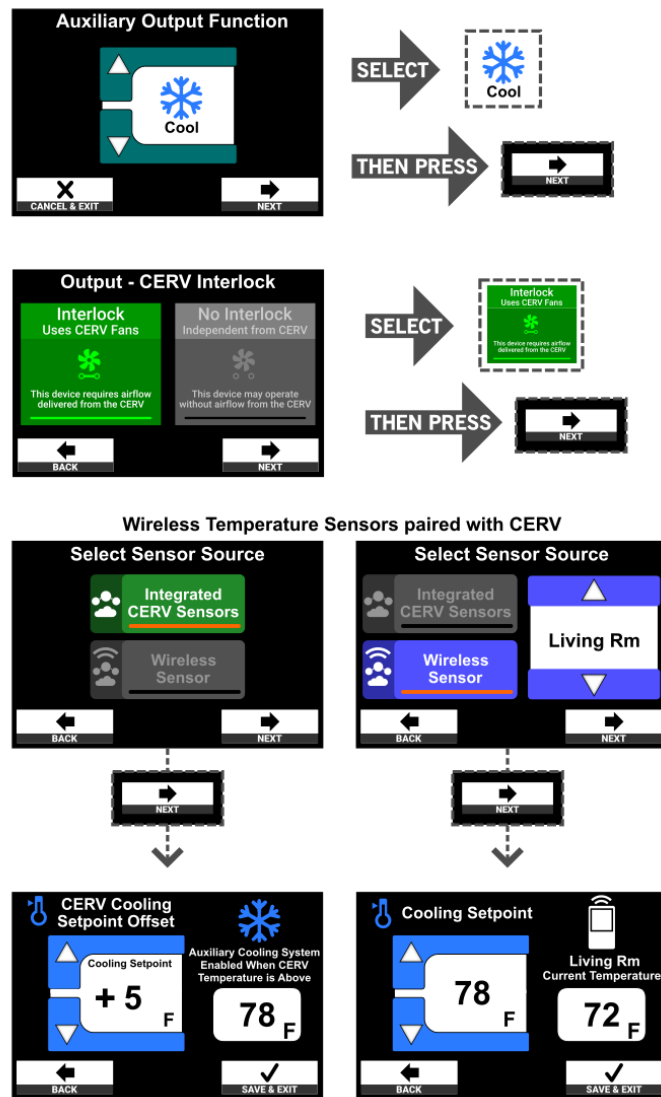 Auxiliary Output Function
Cool
CANCEL & EXIT
NEXT
SELECT
Cool
THEN PRESS
NEXT
Output - CERV Interlock
Interlock
Uses CERV Fans
This device requires airflow
delivered from the CERV
No Interlock
Independent from CERV
This device may operate
without airflow from the CERV
BACK
NEXT
SELECT
Interlock
Uses CERV Fans
This device requires airflow
delivered from the CERV
THEN PRESS
NEXT
Wireless Temperature Sensors paired with CERV
Select Sensor Source
Integrated
CERV Sensors
Wireless
Sensor
BACK
NEXT
Select Sensor Source
Integrated
CERV Sensors
Wireless
Sensor
Living Rm
BACK
NEXT
NEXT
NEXT
CERV Cooling
Setpoint Offset
Cooling Setpoint
+ 5 F
Auxiliary Cooling System
Enabled When CERV
Temperature is Above
78 F
BACK
SAVE & EXIT
Cooling Setpoint
78 F
Living Rm
Current Temperature
72 F
BACK
SAVE & EXIT